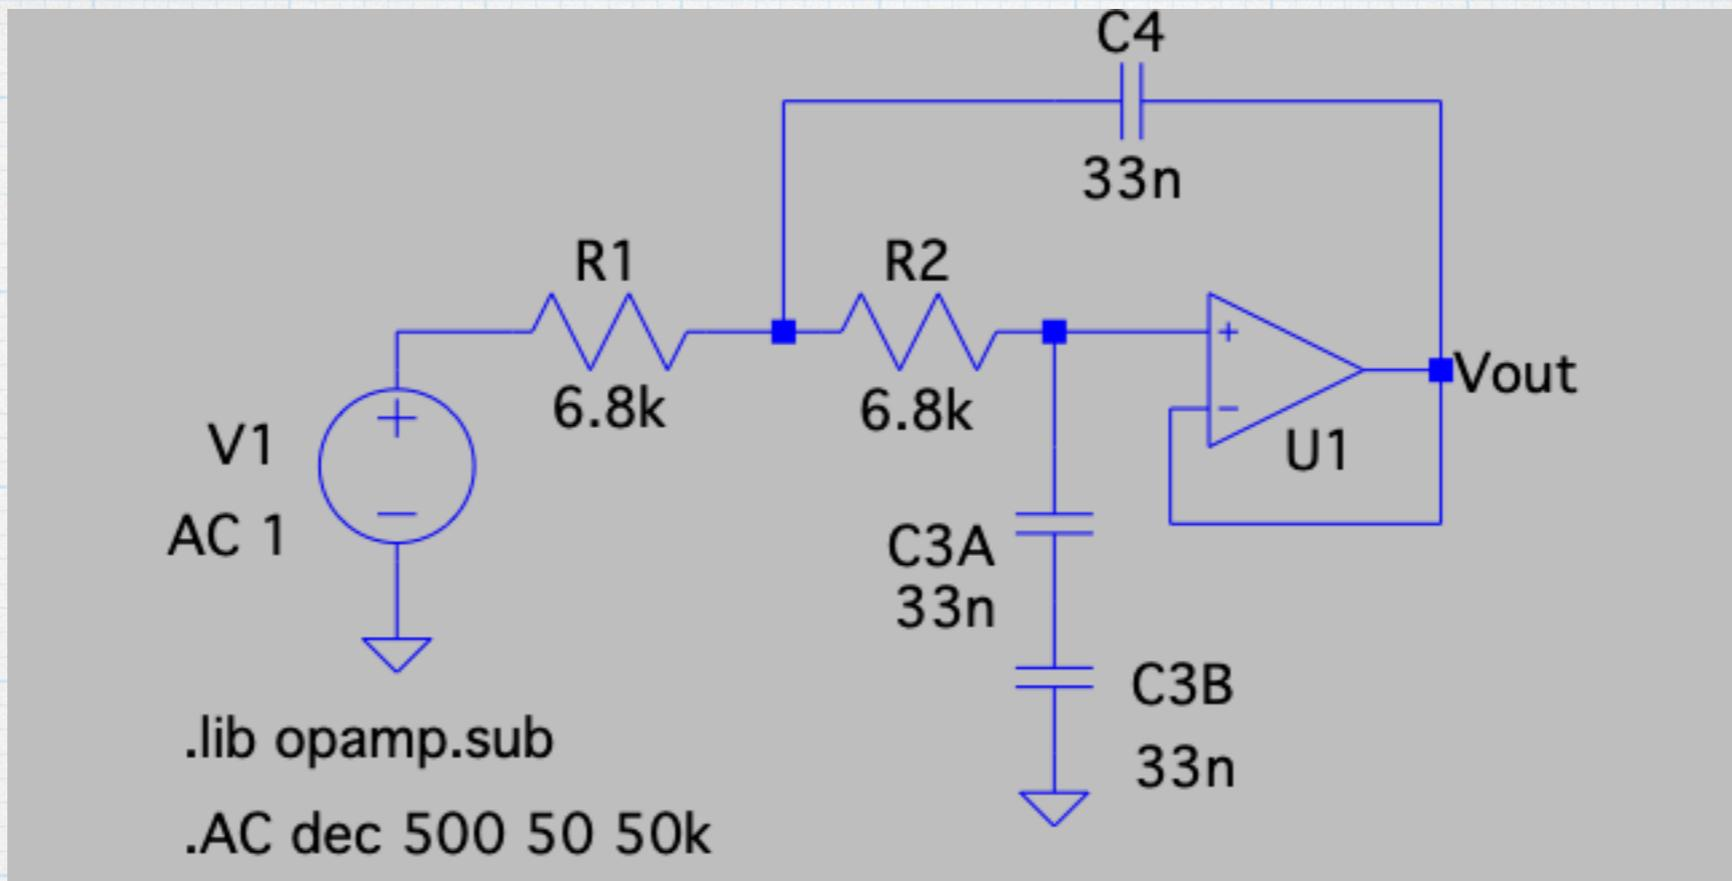 C4
33n
R1
R2
6.8k
6.8k
V1
AC 1
+
−
+
−
U1
Vout
C3A
33n
C3B
33n
.lib opamp.sub
.AC dec 500 50 50k